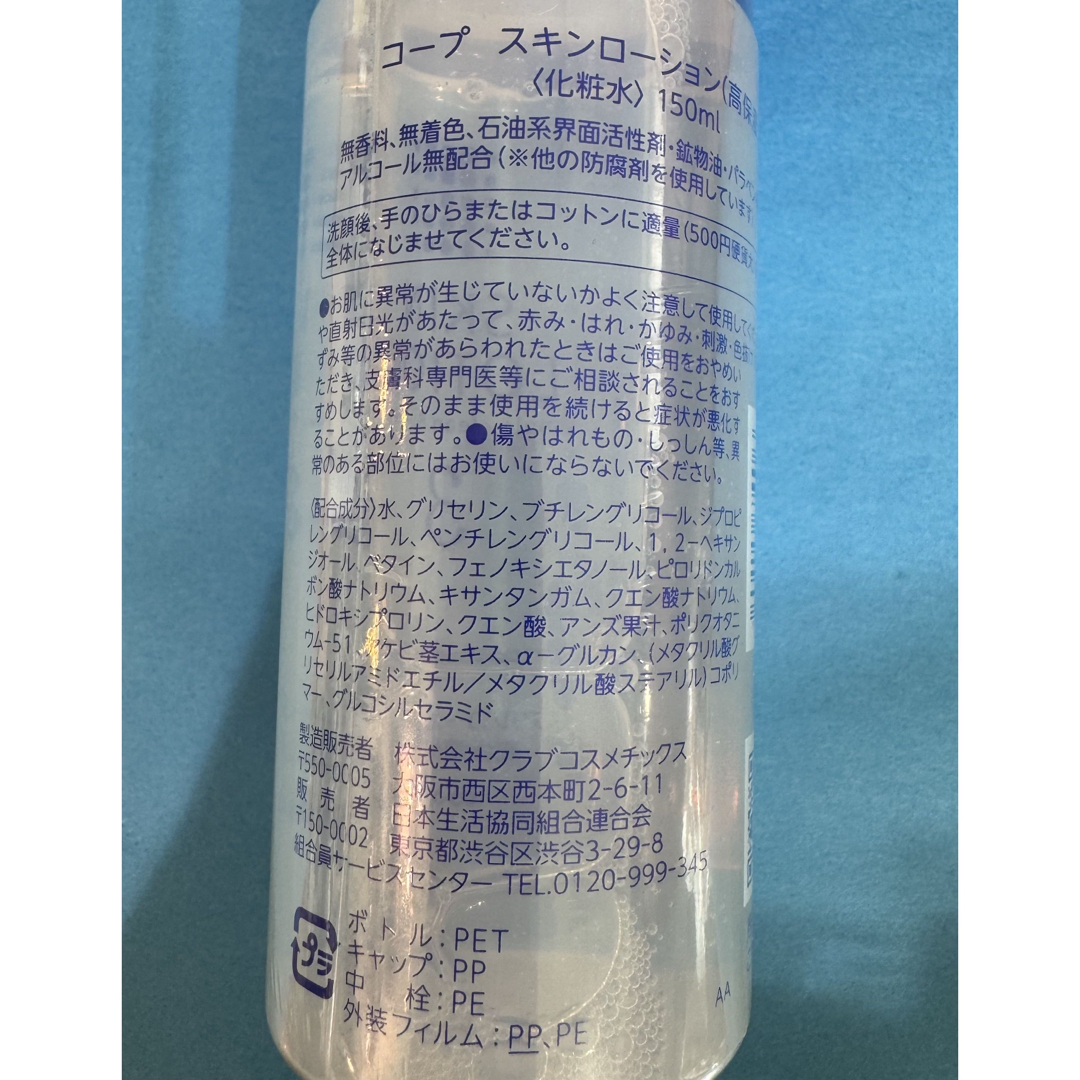 コープ スキンローション(高保
〈化粧水〉 150ml
無香料、無着色、石油系界面活性剤・鉱物油・パラベン
アルコール無配合(※他の防腐剤を使用しています
洗顔後、手のひらまたはコットンに適量(500円硬貨大
全体になじませてください。
●お肌に異常が生じていないかよく注意して使用してく
や直射日光があたって、赤み・はれ・かゆみ・刺激・色抜
ずみ等の異常があらわれたときはご使用をおやめい
ただき、皮膚科専門医等にご相談されることをおす
すめします。そのまま使用を続けると症状が悪化す
ることがあります。●傷やはれもの・しっしん等、異
常のある部位にはお使いにならないでください。
〈配合成分〉水、グリセリン、ブチレングリコール、ジプロピ
レングリコール、ペンチレングリコール、1,2-ヘキサン
ジオール、ベタイン、フェノキシエタノール、ピロリドンカル
ボン酸ナトリウム、キサンタンガム、クエン酸ナトリウム、
ヒドロキシプロリン、クエン酸、アンズ果汁、ポリクオタニ
ウム-51、アケビ茎エキス、α-グルカン、(メタクリル酸グ
リセリルアミドエチル/メタクリル酸ステアリル)コポリ
マー、グルコシルセラミド
製造販売者 株式会社クラブコスメチックス
〒550-0005 大阪市西区西本町2-6-11
販売者 日本生活協同組合連合会
〒150-0002 東京都渋谷区渋谷3-29-8
組合員サービスセンター TEL.0120-999-345
プラ
ボトル:PET
キャップ:PP
中栓:PE
外装フィルム:PP、PE
AA